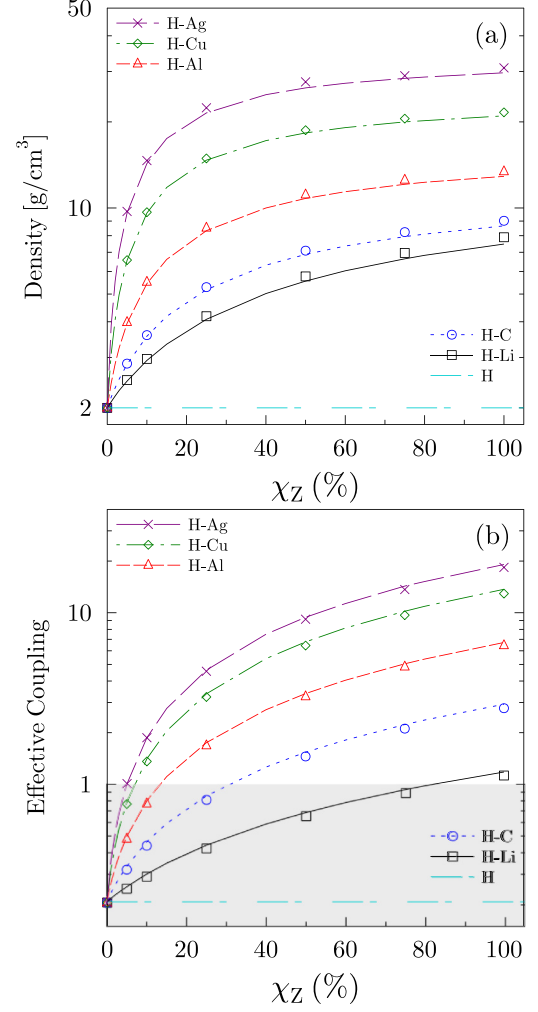 50
(a)
H-Ag
H-Cu
H-Al
Density [g/cm³]
10
H-C
H-Li
H
2
0 20 40 60 80 100
χZ (%)
(b)
H-Ag
H-Cu
H-Al
10
Effective Coupling
1
H-C
H-Li
H
0 20 40 60 80 100
χZ (%)